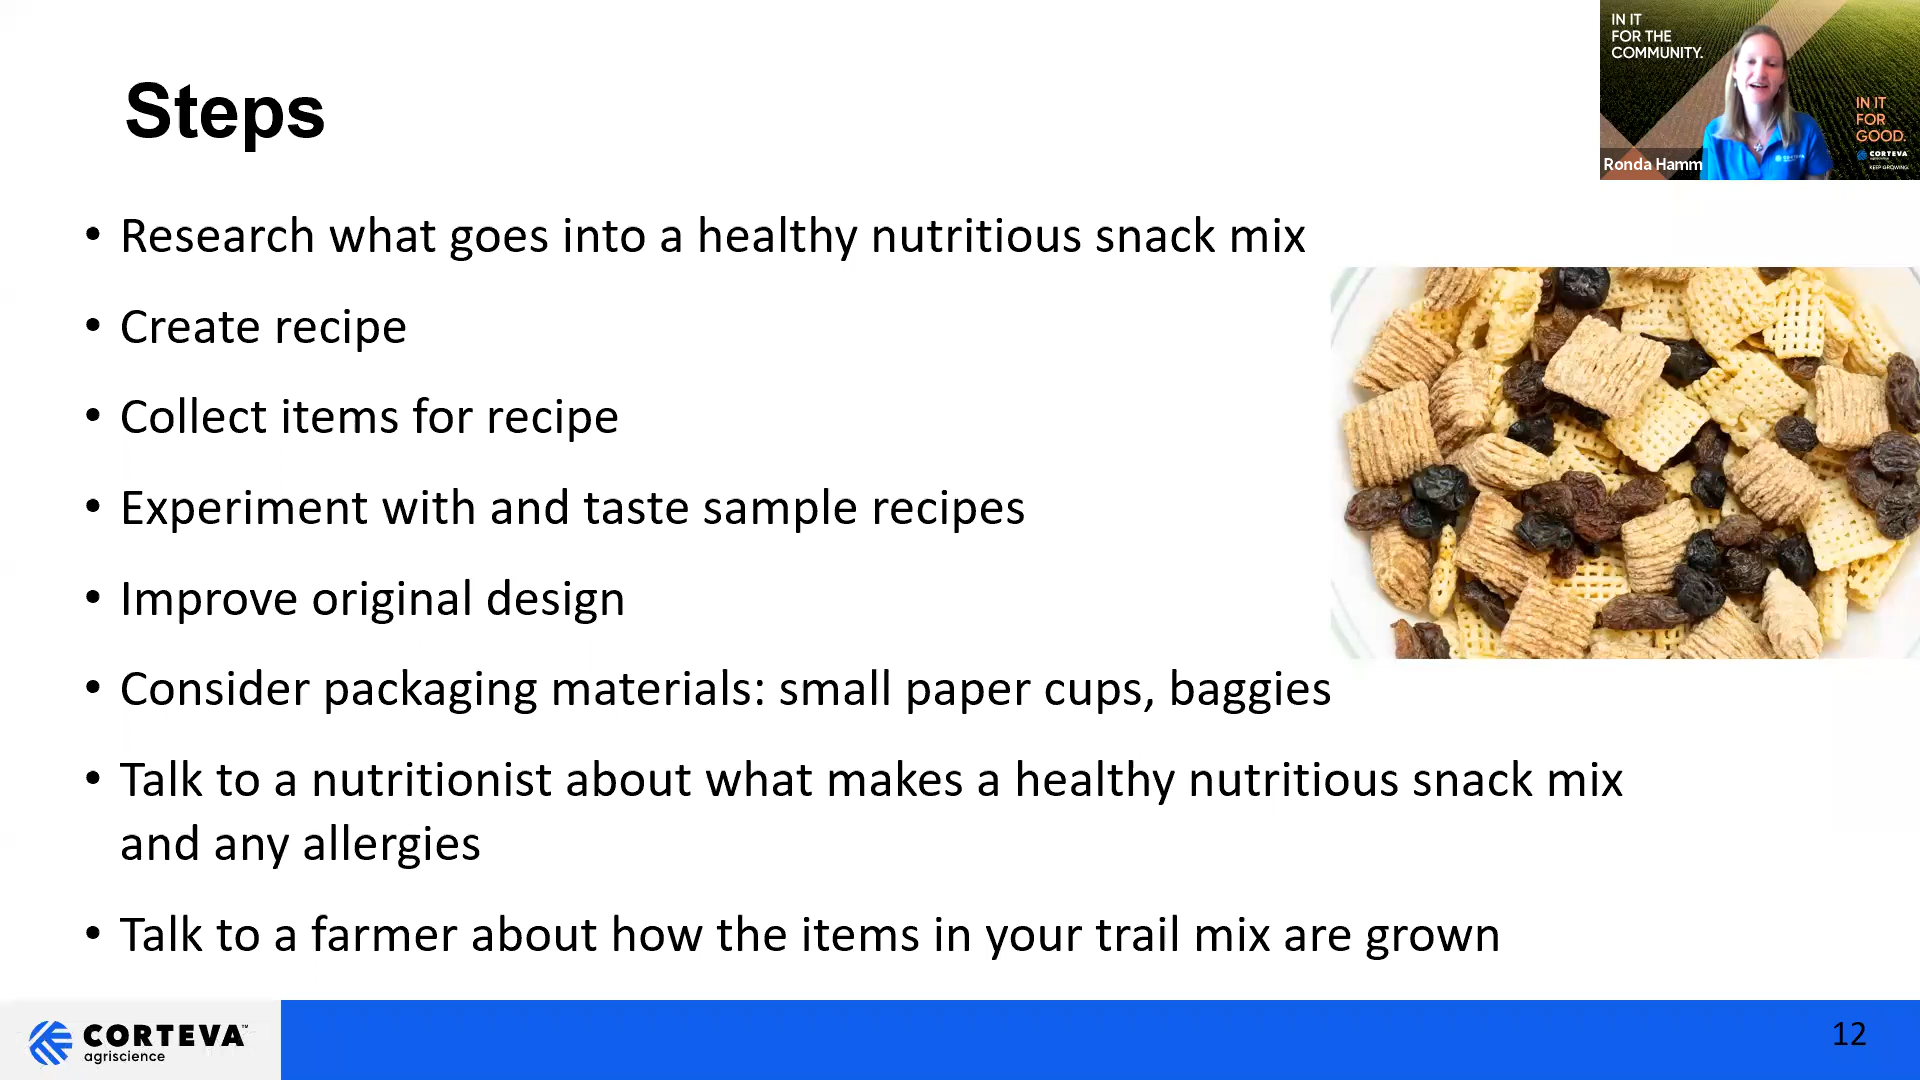 Steps
• Research what goes into a healthy nutritious snack mix
• Create recipe
• Collect items for recipe
• Experiment with and taste sample recipes
• Improve original design
• Consider packaging materials: small paper cups, baggies
• Talk to a nutritionist about what makes a healthy nutritious snack mix
and any allergies
• Talk to a farmer about how the items in your trail mix are grown
IN IT
FOR THE
COMMUNITY.
IN IT
FOR
GOOD.
CORTEVA
agriscience
KEEP GROWING.
CORTEVA
Ronda Hamm
CORTEVA™
agriscience
12